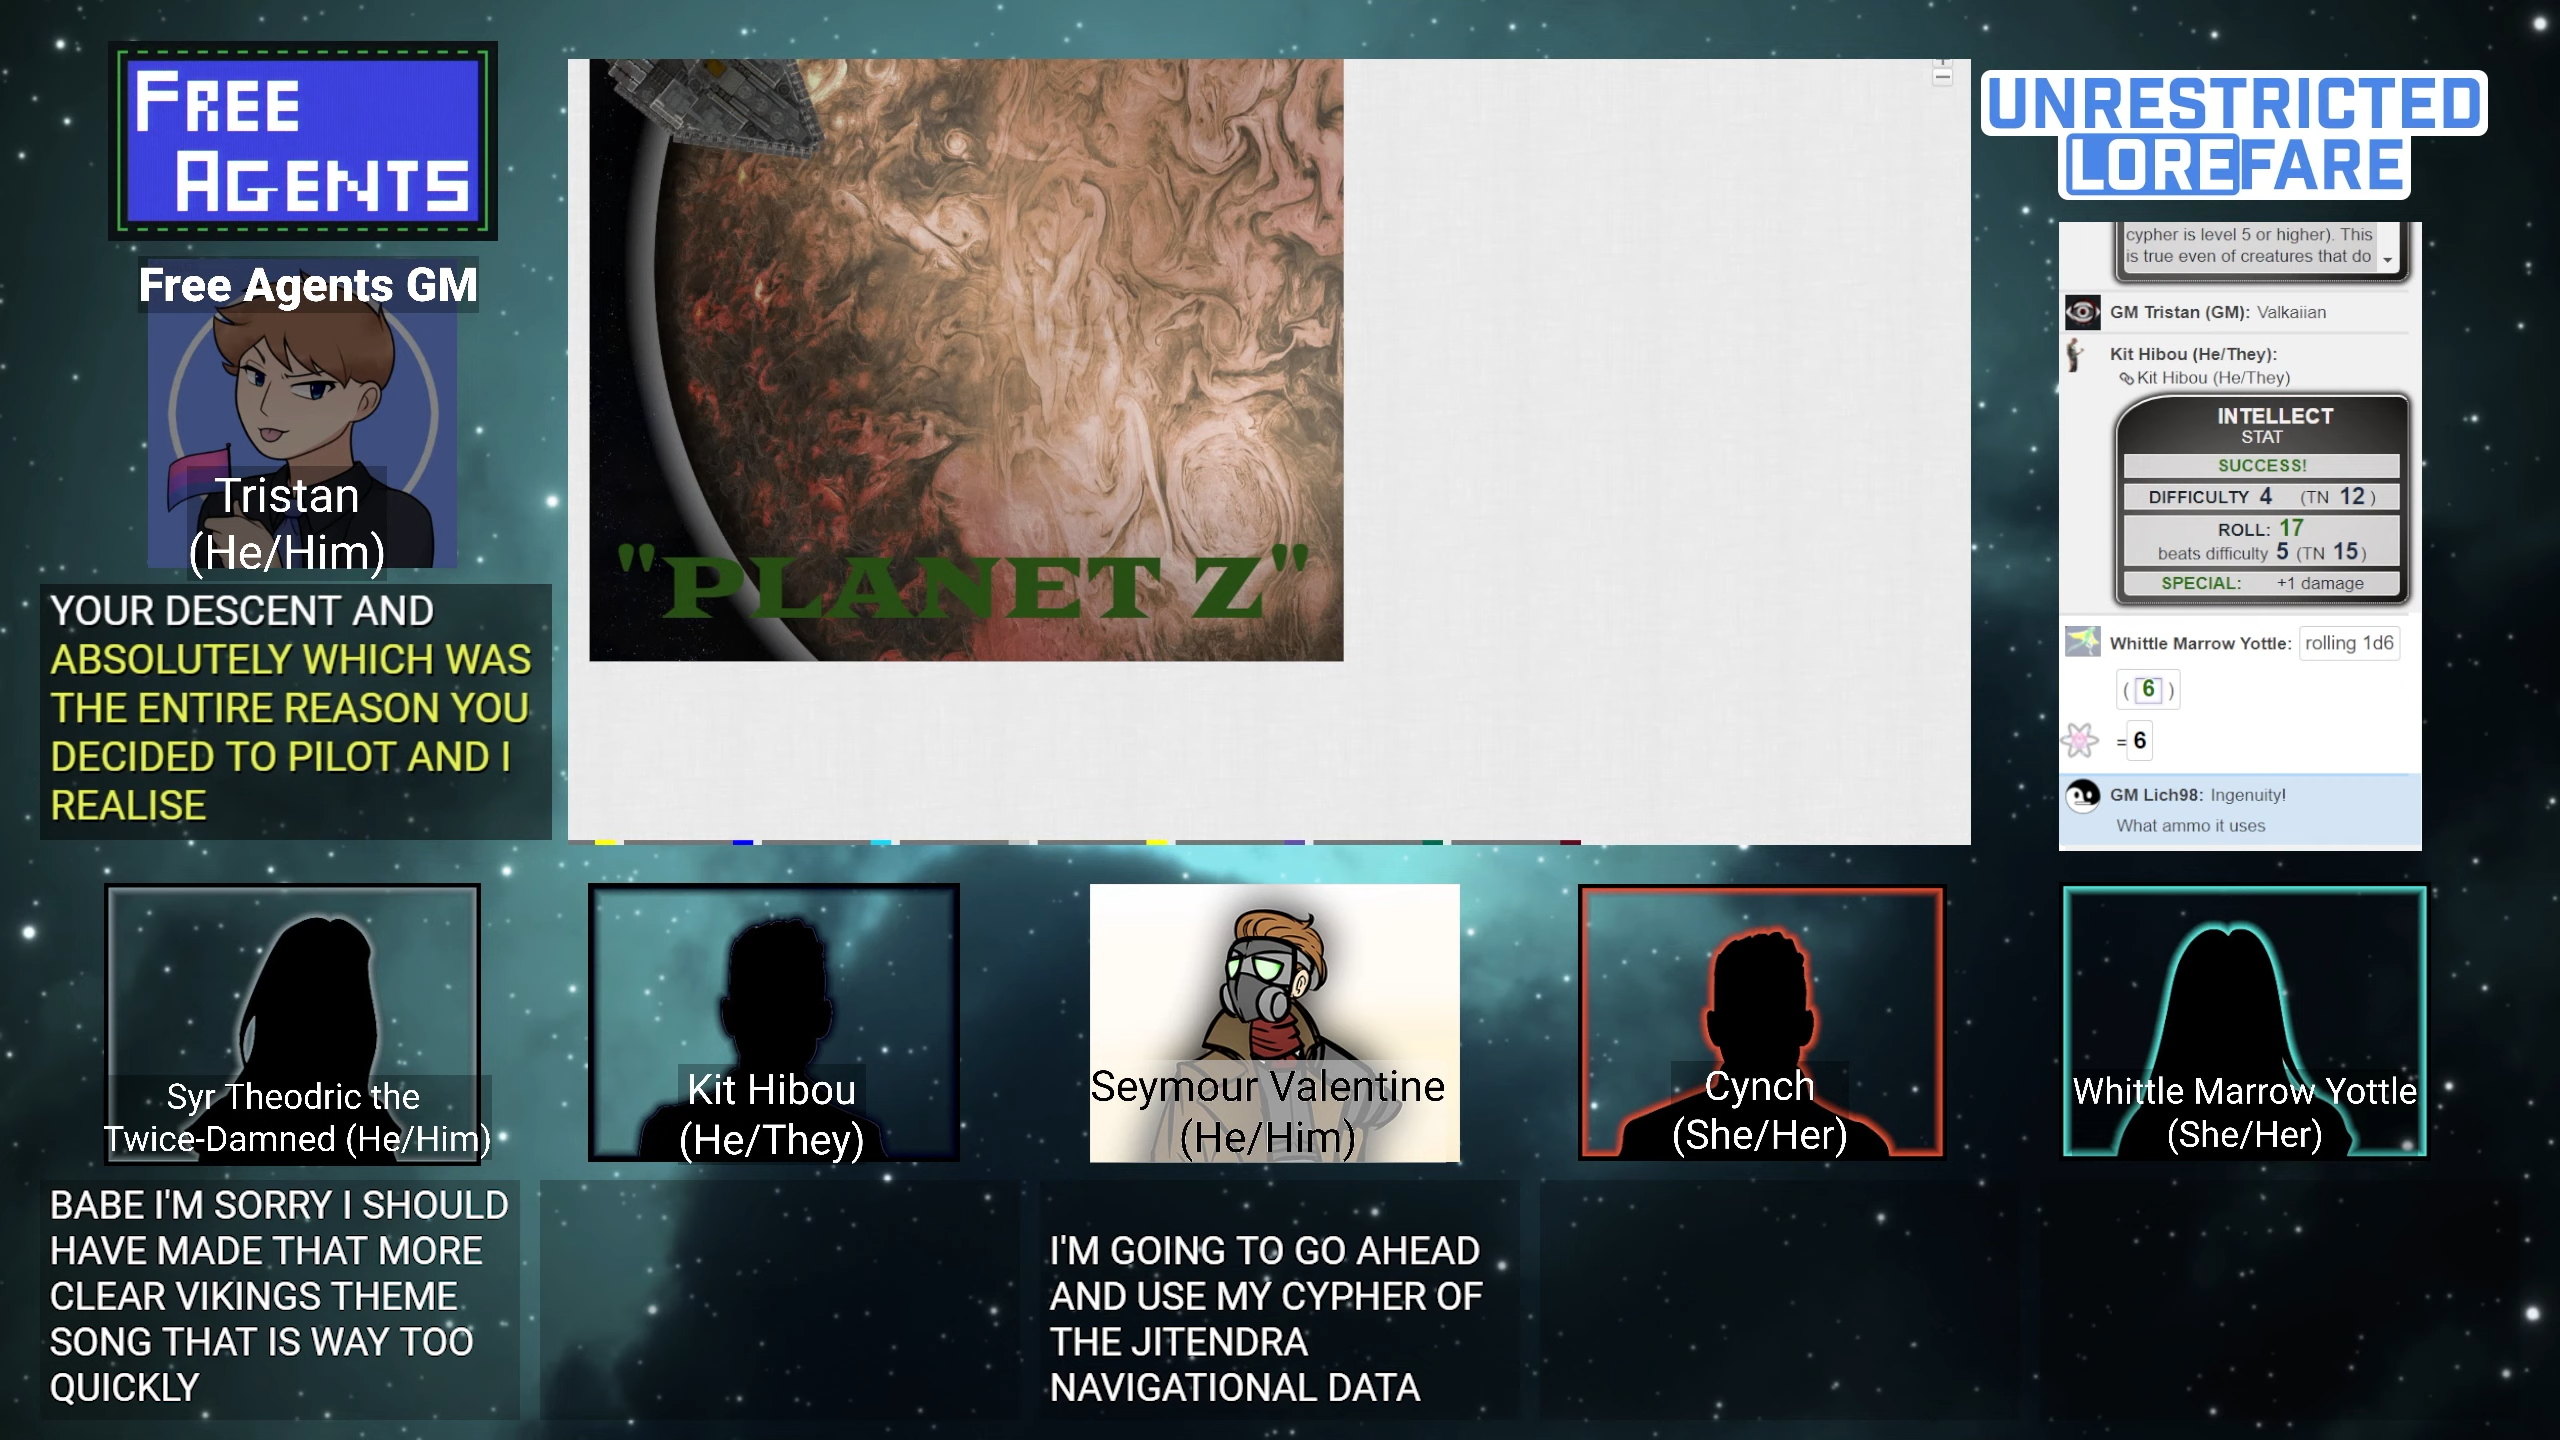 FREE
AGENTS
Free Agents GM
Tristan
(He/Him)
YOUR DESCENT AND
ABSOLUTELY WHICH WAS
THE ENTIRE REASON YOU
DECIDED TO PILOT AND I
REALISE
"PLANET Z"
UNRESTRICTED
LOREFARE
cypher is level 5 or higher). This
is true even of creatures that do
GM Tristan (GM): Valkaiian
Kit Hibou (He/They):
Kit Hibou (He/They)
INTELLECT
STAT
SUCCESS!
DIFFICULTY 4 (TN 12 )
ROLL: 17
beats difficulty 5 (TN 15)
SPECIAL: +1 damage
Whittle Marrow Yottle: rolling 1d6
( 6 )
= 6
GM Lich98: Ingenuity!
What ammo it uses
Syr Theodric the
Twice-Damned (He/Him)
Kit Hibou
(He/They)
Seymour Valentine
(He/Him)
Cynch
(She/Her)
Whittle Marrow Yottle
(She/Her)
BABE I'M SORRY I SHOULD
HAVE MADE THAT MORE
CLEAR VIKINGS THEME
SONG THAT IS WAY TOO
QUICKLY
I'M GOING TO GO AHEAD
AND USE MY CYPHER OF
THE JITENDRA
NAVIGATIONAL DATA